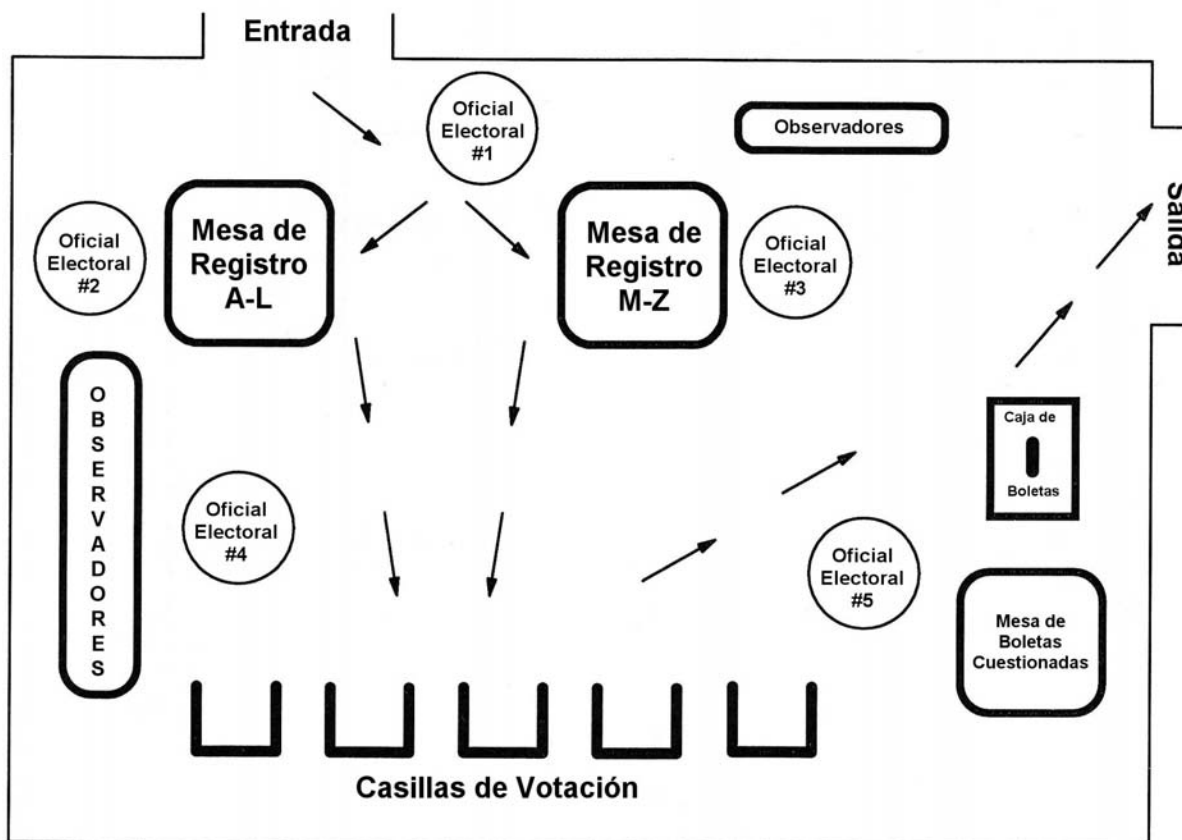 Entrada
Oficial
Electoral
#1
Observadores
Salida
Oficial
Electoral
#2
Mesa de
Registro
A-L
Mesa de
Registro
M-Z
Oficial
Electoral
#3
OBSERVADORES
Caja de
Boletas
Oficial
Electoral
#4
Oficial
Electoral
#5
Mesa de
Boletas
Cuestionadas
Casillas de Votación